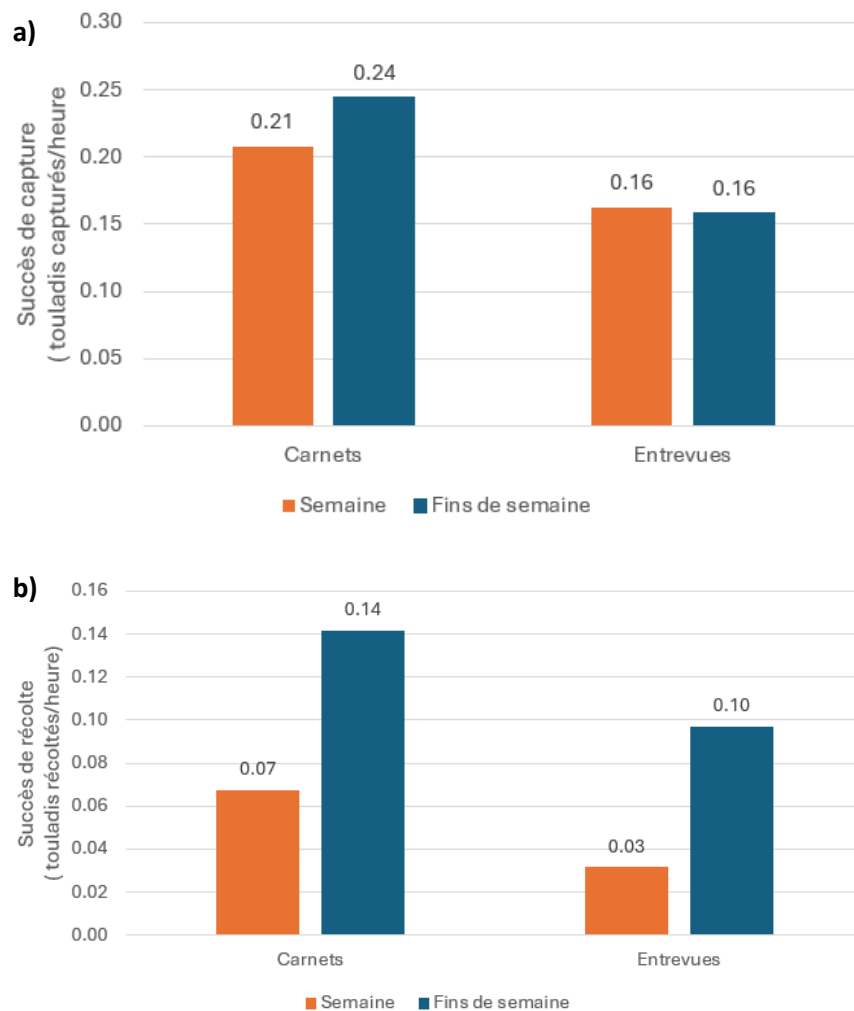 a)
Succès de capture
( touladis capturés/heure
0.30
0.25
0.20
0.15
0.10
0.05
0.00
0.21
0.24
0.16
0.16
Carnets
Entrevues
Semaine
Fins de semaine
b)
Succès de récolte
( touladis récoltés/heure)
0.16
0.14
0.12
0.10
0.08
0.06
0.04
0.02
0.00
0.07
0.14
0.03
0.10
Carnets
Entrevues
Semaine
Fins de semaine